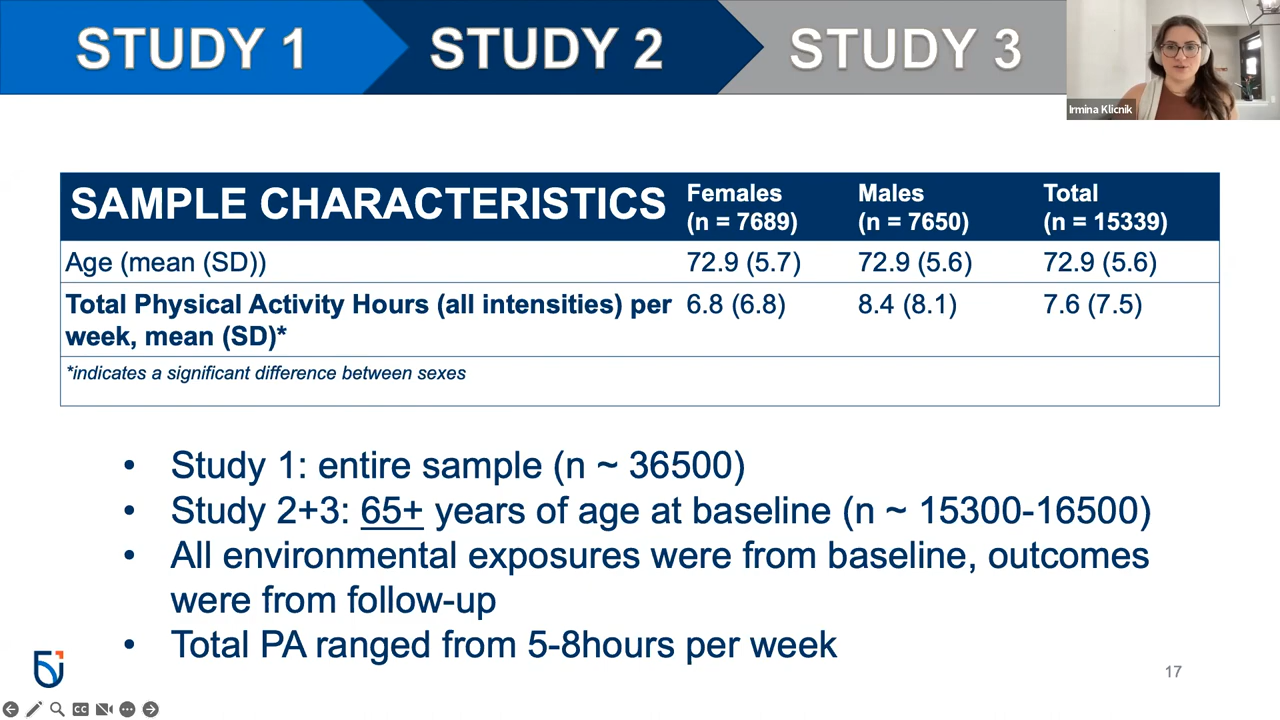 STUDY 1 STUDY 2 STUDY 3
Irmina Klicnik
SAMPLE CHARACTERISTICS Females (n = 7689) Males (n = 7650) Total (n = 15339)
Age (mean (SD)) 72.9 (5.7) 72.9 (5.6) 72.9 (5.6)
Total Physical Activity Hours (all intensities) per 6.8 (6.8) 8.4 (8.1) 7.6 (7.5)
week, mean (SD)*
*indicates a significant difference between sexes
• Study 1: entire sample (n ~ 36500)
• Study 2+3: 65+ years of age at baseline (n ~ 15300-16500)
• All environmental exposures were from baseline, outcomes
were from follow-up
• Total PA ranged from 5-8hours per week
17
CC